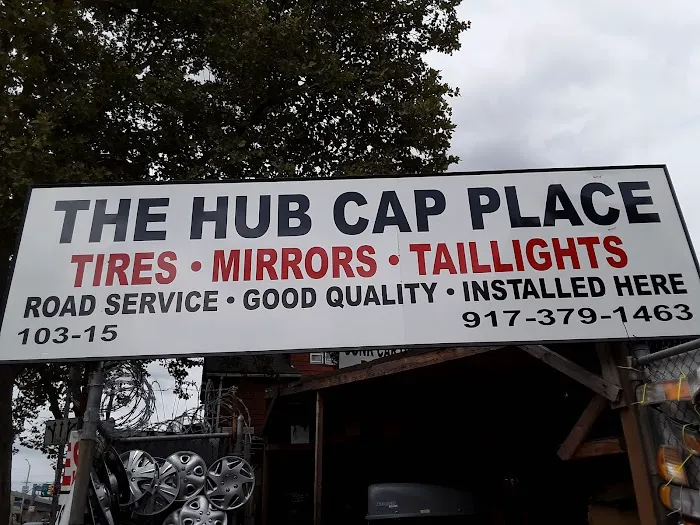 THE HUB CAP PLACE
TIRES • MIRRORS • TAILLIGHTS
ROAD SERVICE • GOOD QUALITY • INSTALLED HERE
103-15 917-379-1463